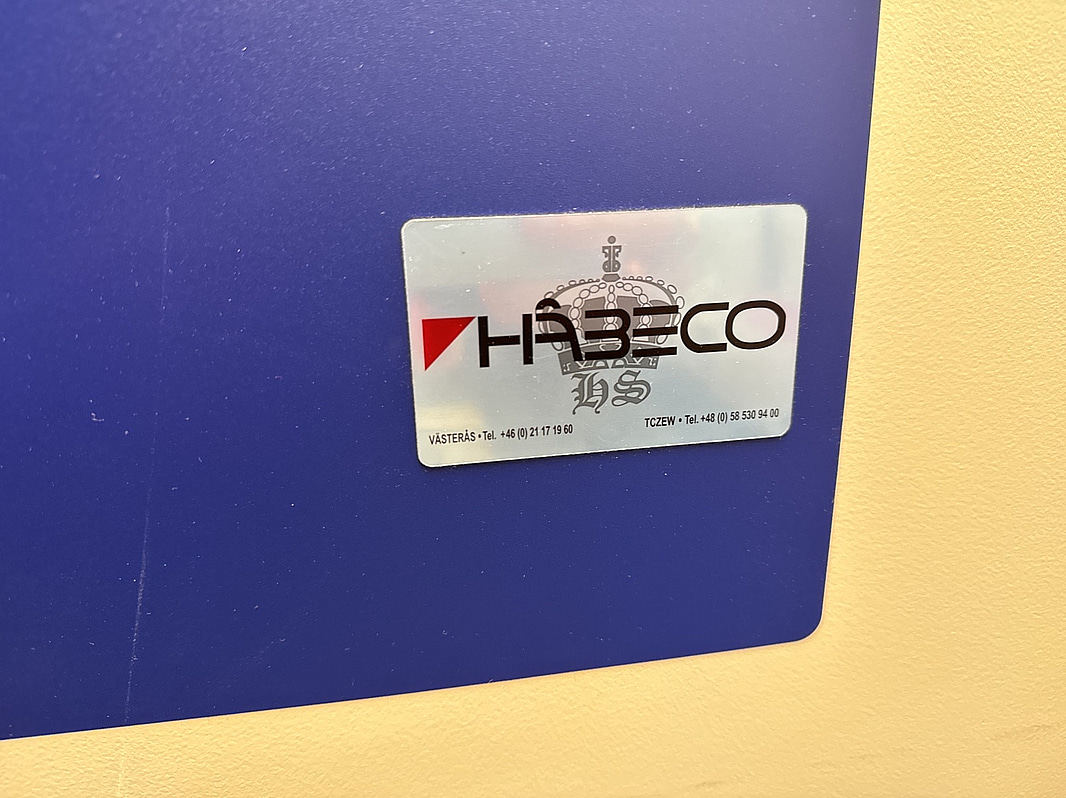 HÅBECO
HS
VÄSTERÅS • Tel. +46 (0) 21 17 19 60
TCZEW • Tel. +48 (0) 58 530 94 00